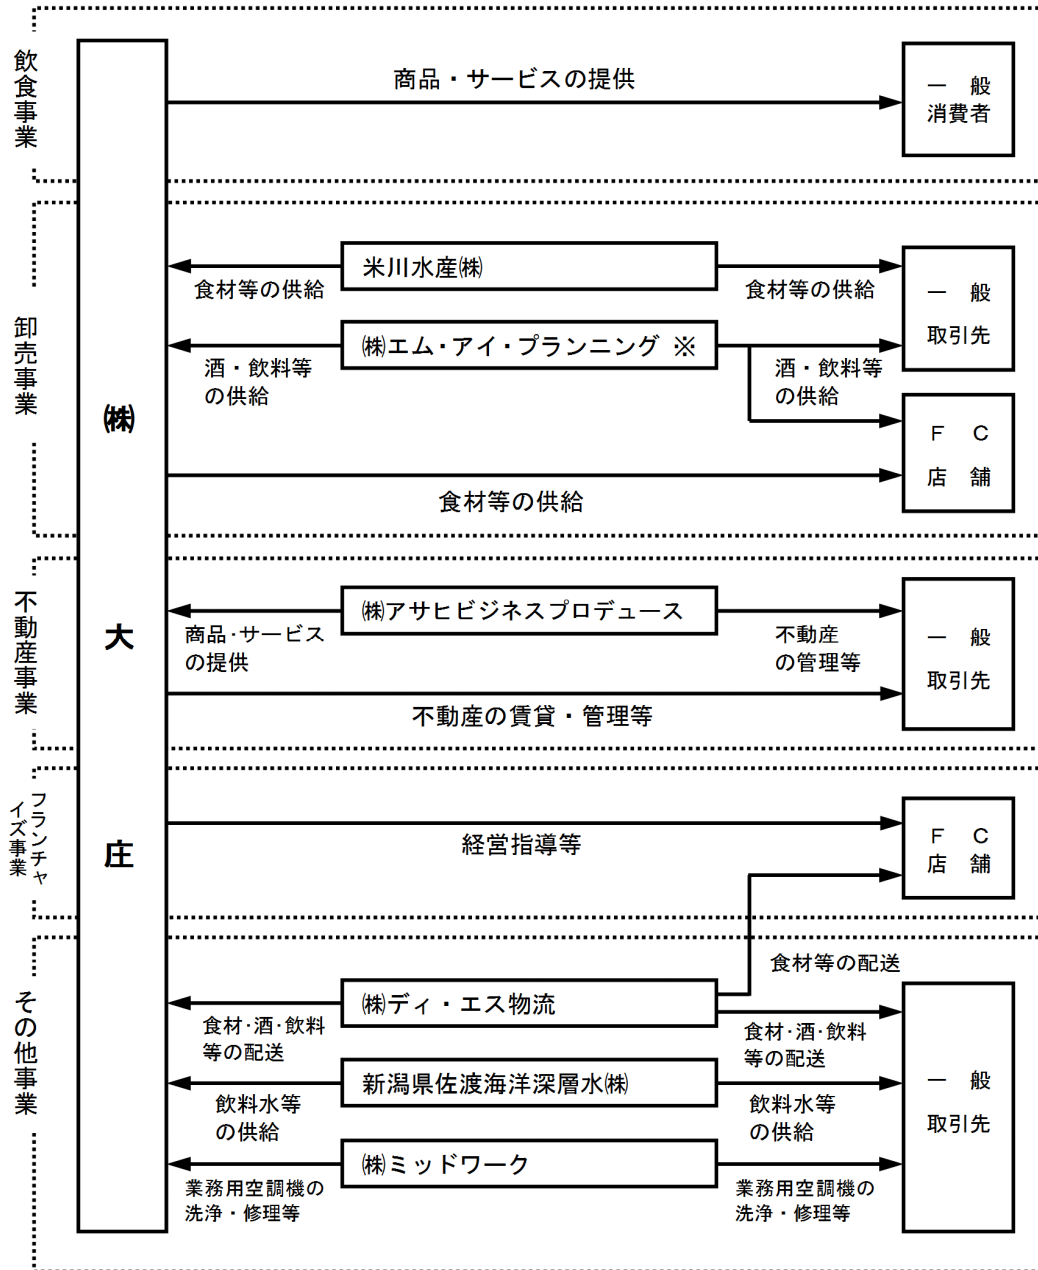 飲食事業
商品・サービスの提供
一般
消費者
卸売事業
米川水産㈱
食材等の供給
食材等の供給
一般
取引先
㈱エム・アイ・プランニング ※
酒・飲料等
の供給
酒・飲料等
の供給
FC
店舗
食材等の供給
㈱大庄
不動産事業
㈱アサヒビジネスプロデュース
商品・サービス
の提供
不動産
の管理等
一般
取引先
不動産の賃貸・管理等
フランチャ
イズ事業
経営指導等
FC
店舗
その他事業
食材等の配送
㈱ディ・エス物流
食材・酒・飲料
等の配送
食材・酒・飲料
等の配送
新潟県佐渡海洋深層水㈱
飲料水等
の供給
飲料水等
の供給
一般
取引先
㈱ミッドワーク
業務用空調機の
洗浄・修理等
業務用空調機の
洗浄・修理等